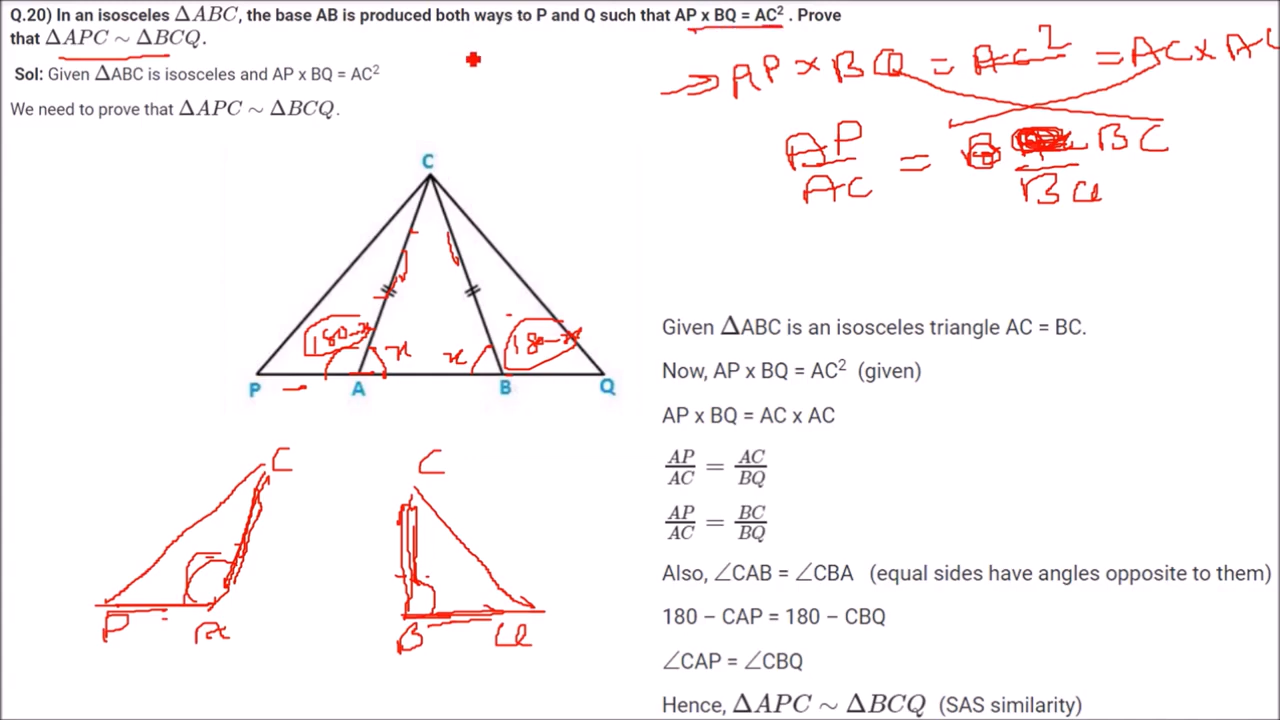 Q.20) In an isosceles ΔABC, the base AB is produced both ways to P and Q such that AP x BQ = AC². Prove
that ΔAPC ~ ΔBCQ.
Sol: Given ΔABC is isosceles and AP x BQ = AC²
We need to prove that ΔAPC ~ ΔBCQ.
→ AP × BQ = AC² = AC × AC
AP/AC = BC/BQ
C
180-x x x 180-x
P A B Q
C C
P A B Q
Given ΔABC is an isosceles triangle AC = BC.
Now, AP x BQ = AC² (given)
AP x BQ = AC x AC
AP/AC = AC/BQ
AP/AC = BC/BQ
Also, ∠CAB = ∠CBA (equal sides have angles opposite to them)
180 – CAP = 180 – CBQ
∠CAP = ∠CBQ
Hence, ΔAPC ~ ΔBCQ (SAS similarity)